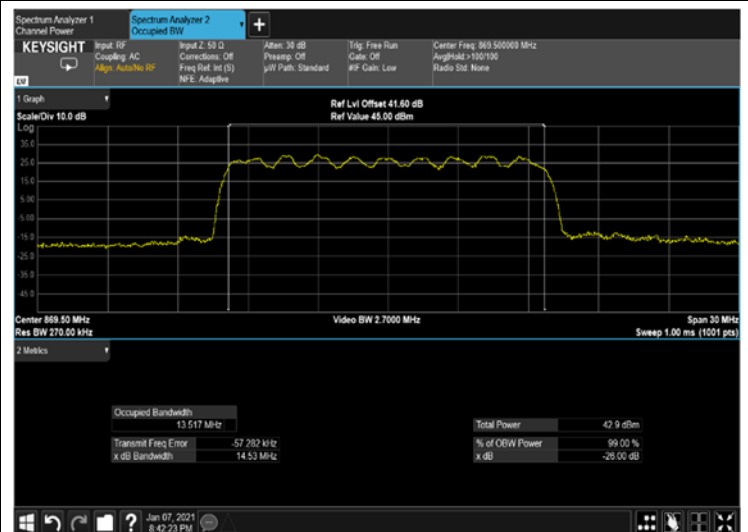 Spectrum Analyzer 1
Channel Power
Spectrum Analyzer 2
Occupied BW
+
KEYSIGHT
LXI
Input: RF
Coupling: AC
Align: Auto/No RF
Input Z: 50 Ω
Corrections: Off
Freq Ref: Int (S)
NFE: Adaptive
Atten: 30 dB
Preamp: Off
µW Path: Standard
Trig: Free Run
Gate: Off
#IF Gain: Low
Center Freq: 869.500000 MHz
Avg|Hold:>100/100
Radio Std: None
1 Graph
Scale/Div 10.0 dB
Ref Lvl Offset 41.60 dB
Ref Value 45.00 dBm
Log
35.0
25.0
15.0
5.00
-5.00
-15.0
-25.0
-35.0
-45.0
Center 869.50 MHz
Res BW 270.00 kHz
Video BW 2.7000 MHz
Span 30 MHz
Sweep 1.00 ms (1001 pts)
2 Metrics
Occupied Bandwidth
13.517 MHz
Transmit Freq Error -57.282 kHz
x dB Bandwidth 14.53 MHz
Total Power 42.9 dBm
% of OBW Power 99.00 %
x dB -26.00 dB
?
Jan 07, 2021
8:42:23 PM